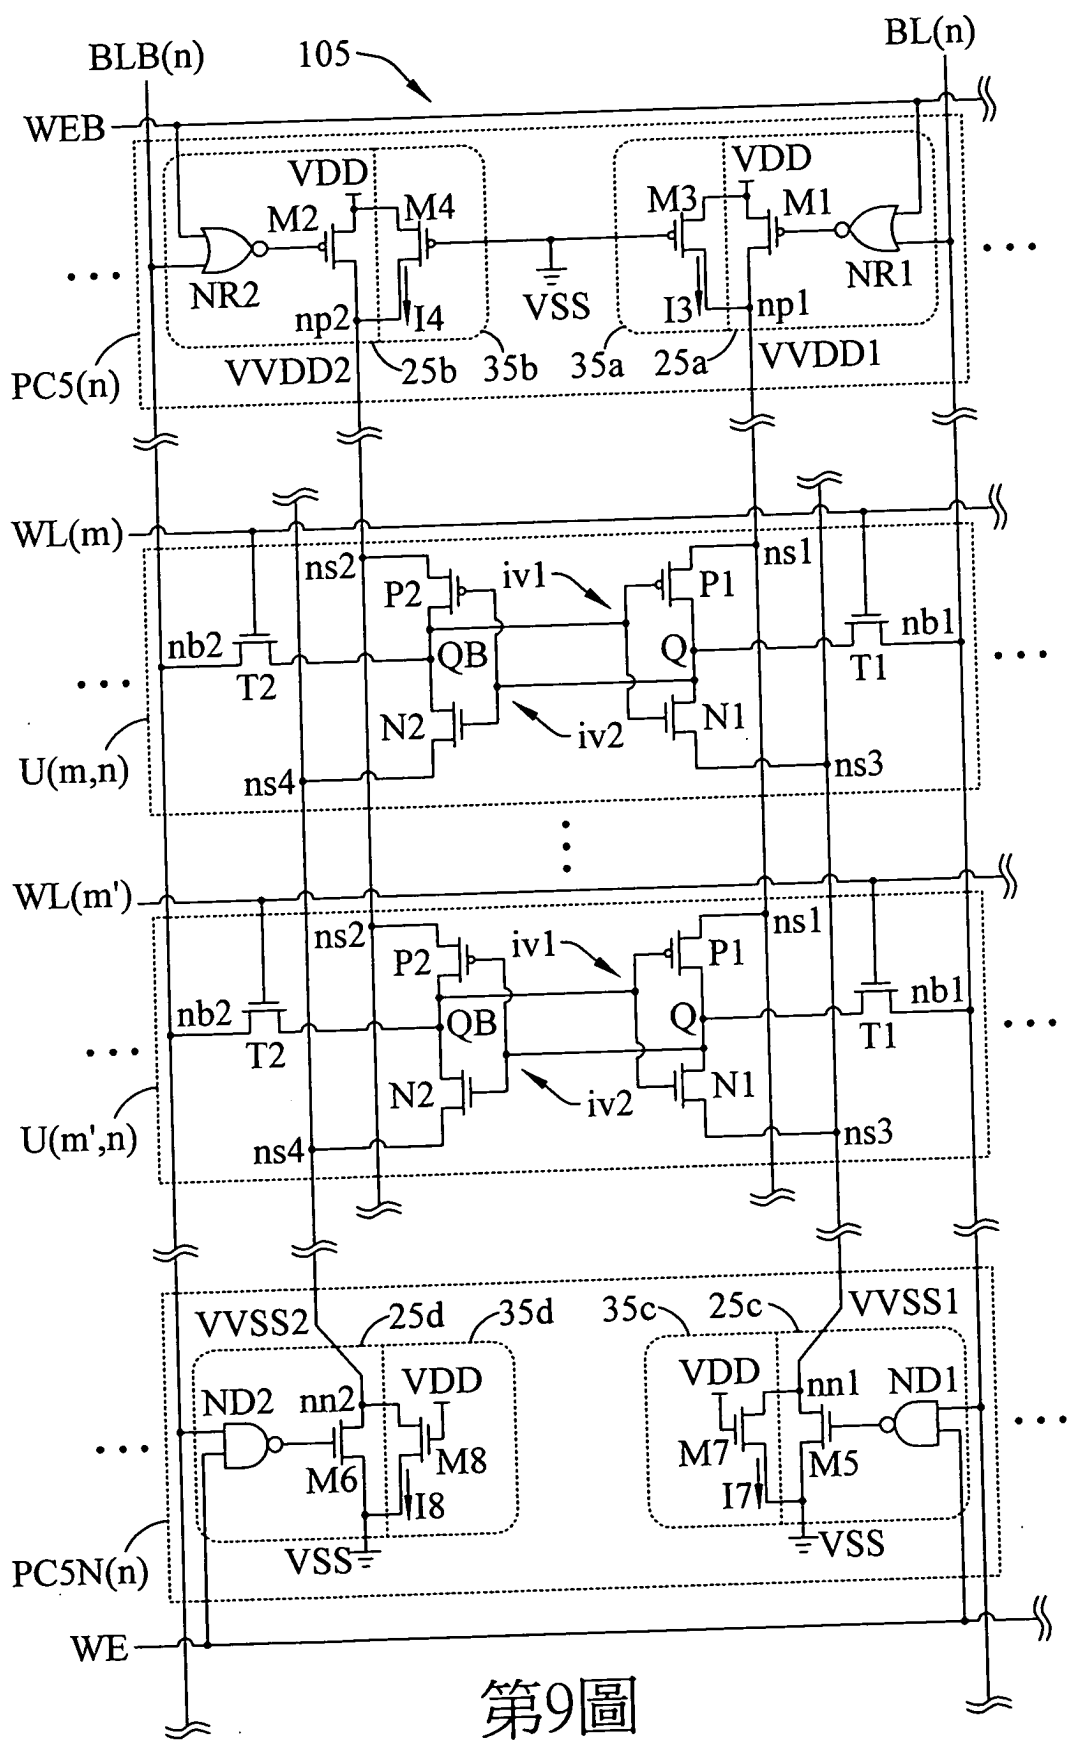 BLB(n) 105 BL(n)
WEB
VDD VDD
M2 M4 M3 M1
NR2 VSS NR1
np2 I4 I3 np1
PC5(n) VVDD2 25b 35b 35a 25a VVDD1
WL(m)
ns2 iv1 ns1
P2 P1
nb2 nb1
T2 QB Q T1
N2 N1
iv2
U(m,n) ns4 ns3
WL(m')
ns2 iv1 ns1
P2 P1
nb2 nb1
T2 QB Q T1
N2 N1
iv2
U(m',n) ns4 ns3
VVSS2 25d 35d 35c 25c VVSS1
VDD VDD
ND2 nn2 nn1 ND1
M6 M8 M7 M5
I8 I7
PC5N(n) VSS VSS
WE
第9圖